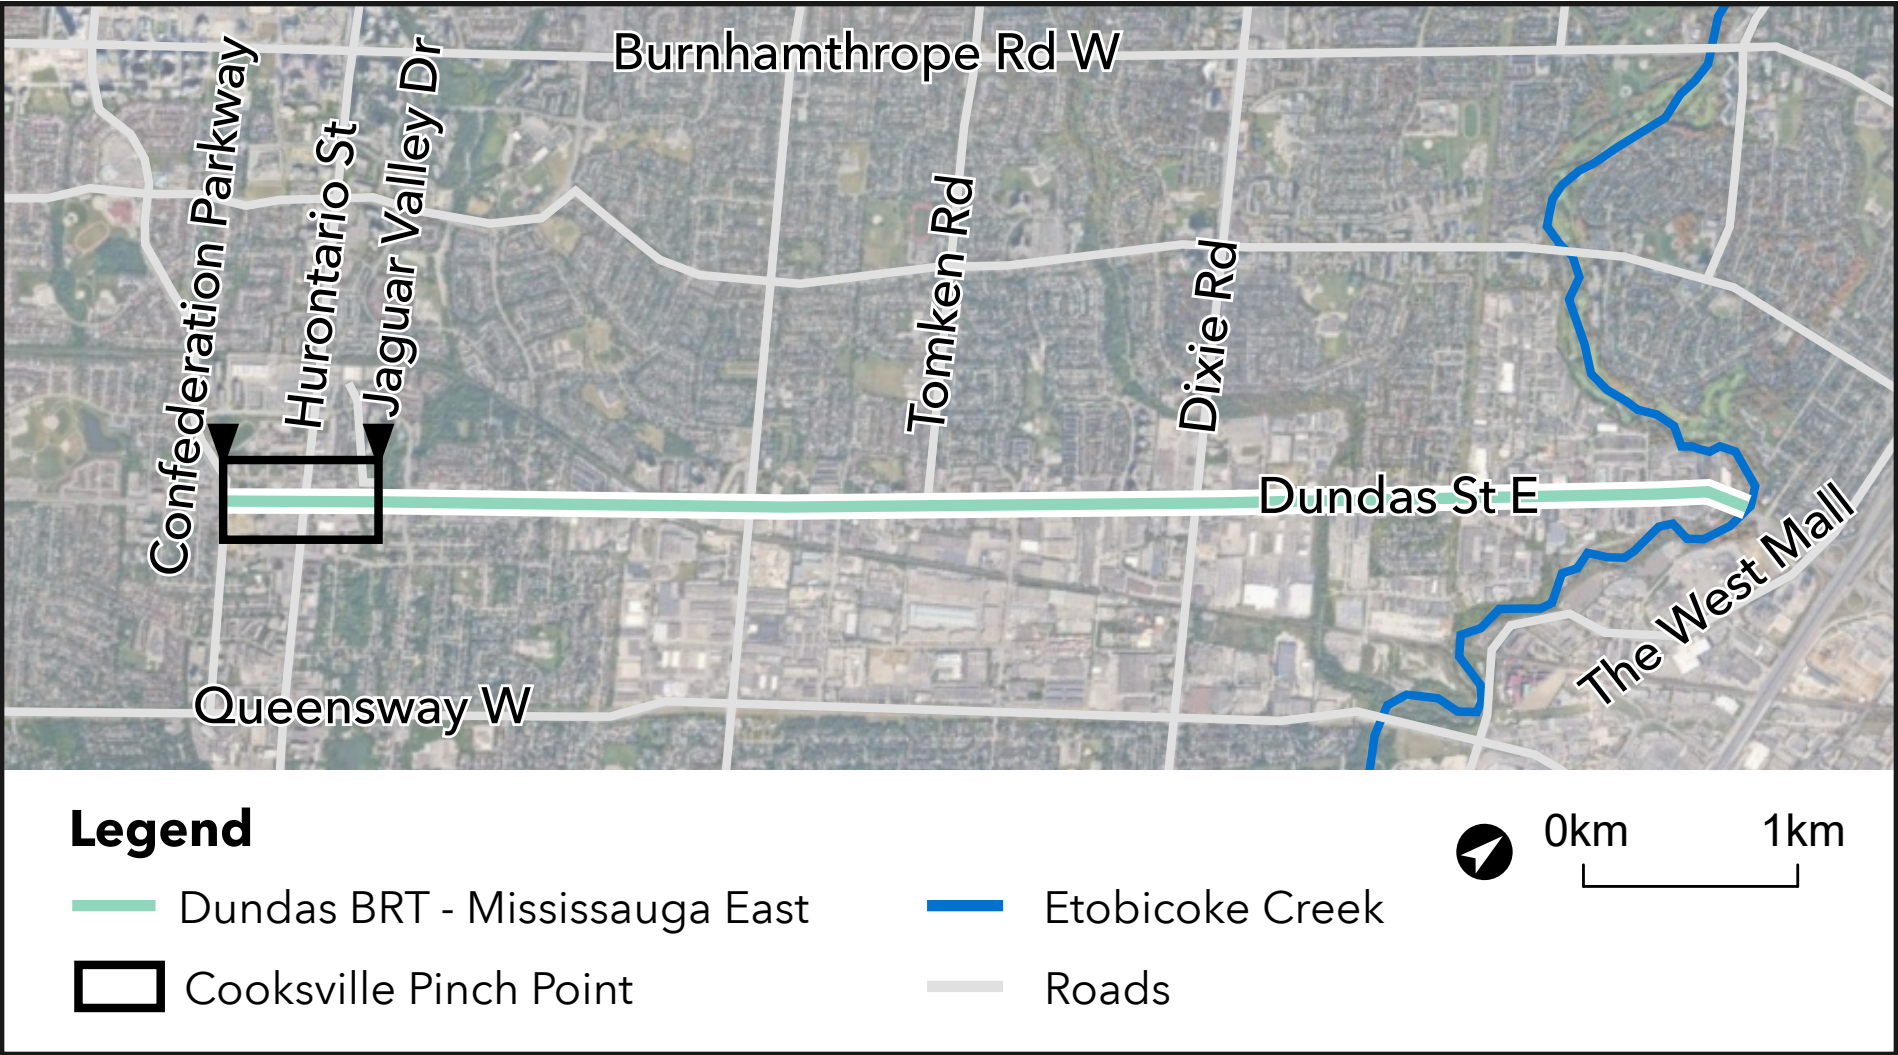 Burnhamthrope Rd W
Confederation Parkway
Hurontario St
Jaguar Valley Dr
Tomken Rd
Dixie Rd
Dundas St E
The West Mall
Queensway W
Legend
0km 1km
Dundas BRT - Mississauga East
Etobicoke Creek
Cooksville Pinch Point
Roads